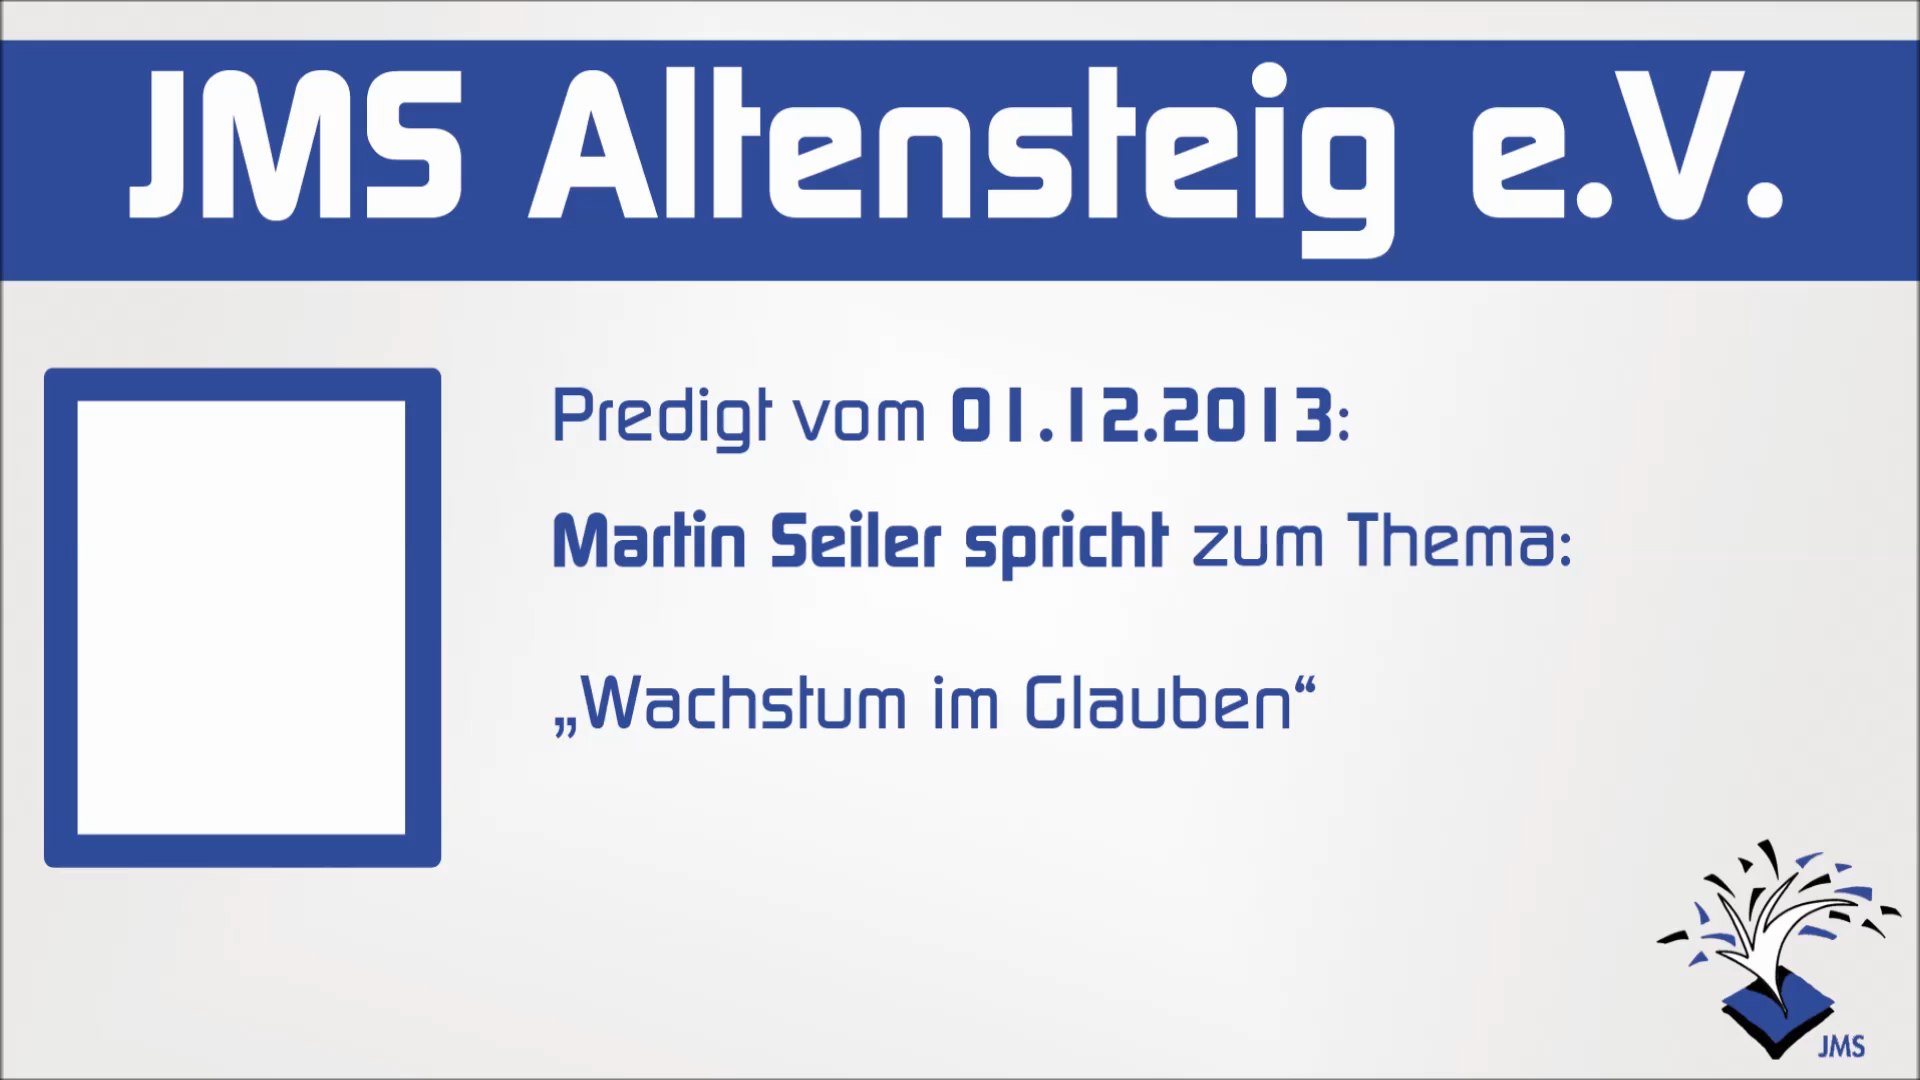 JMS Altensteig e.V.
Predigt vom 01.12.2013:
Martin Seiler spricht zum Thema:
„Wachstum im Glauben“
JMS